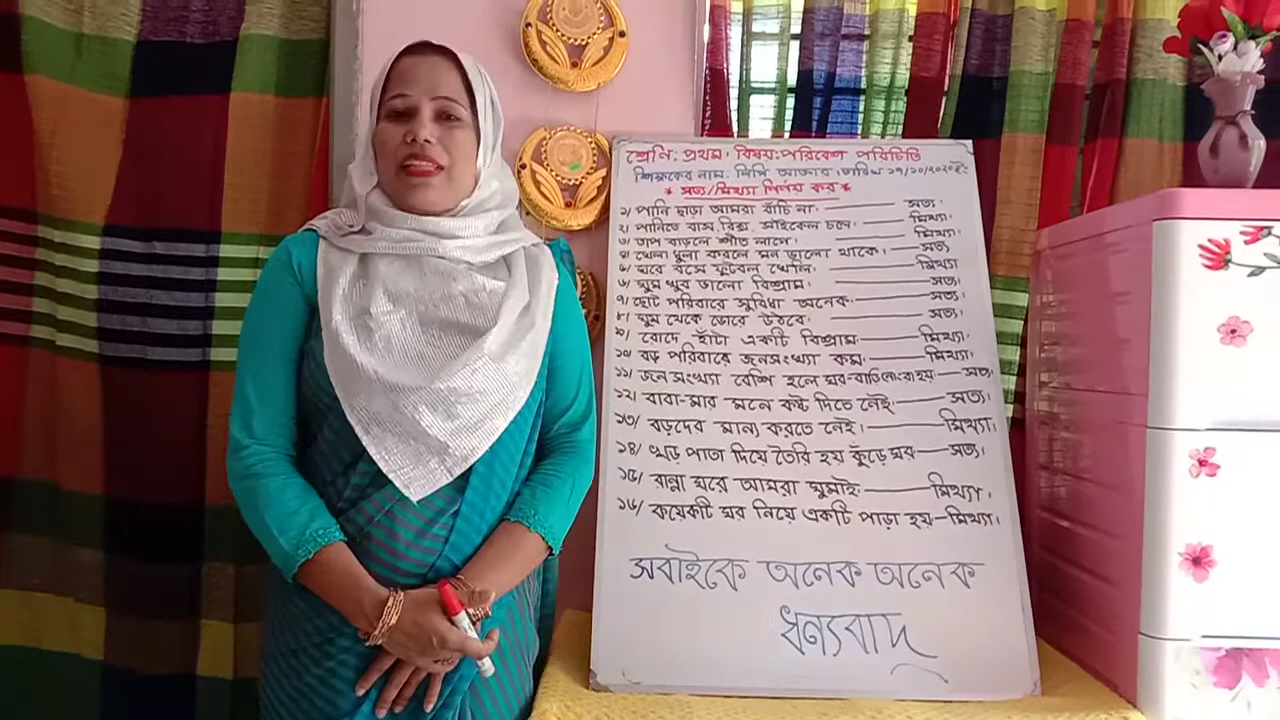 শ্রেণি: প্রথম. বিষয়: পরিবেশ পরিচিতি
শিক্ষকের নাম. লিপি আক্তার। তারিখ ১৭/১০/২০২০ইং
* সত্য/মিথ্যা নির্ণয় কর *
১/ পানি ছাড়া আমরা বাঁচি না। —— সত্য।
২/ পানিতে বাস, রিক্সা, সাইকেল চলে। —— মিথ্যা।
৩/ তাপ বাড়লে শীত লাগে। —— মিথ্যা।
৪/ খেলাধুলা করলে মন ভালো থাকে। —— সত্য
৫/ ঘরে বসে ফুটবল খেলি। —— মিথ্যা
৬/ ঘুম খুব ভালো বিশ্রাম। —— সত্য।
৭/ ছোট পরিবারে সুবিধা অনেক। —— সত্য।
৮/ ঘুম থেকে ভোরে উঠবে। —— সত্য।
৯/ রোদে হাঁটা একটি বিশ্রাম। —— মিথ্যা।
১০/ বড় পরিবারে জনসংখ্যা কম। —— মিথ্যা।
১১/ জনসংখ্যা বেশি হলে ঘর-বাড়ি নোংরা হয় — সত্য।
১২/ বাবা-মার মনে কষ্ট দিতে নেই। —— সত্য।
১৩/ বড়দের মান্য করতে নেই। —— মিথ্যা।
১৪/ খড় পাতা দিয়ে তৈরি হয় কুঁড়ে ঘর — সত্য।
১৫/ রান্না ঘরে আমরা ঘুমাই। —— মিথ্যা।
১৬/ কয়েকটি ঘর নিয়ে একটি পাড়া হয় – মিথ্যা।
সবাইকে অনেক অনেক
ধন্যবাদ